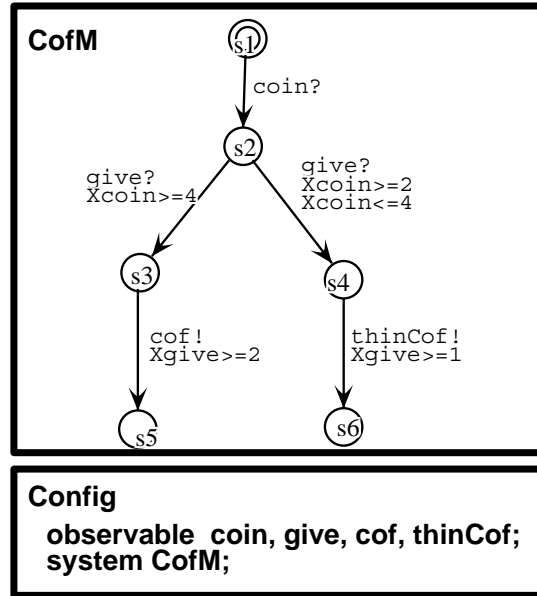 CofM
s1
coin?
s2
give?
Xcoin>=4
give?
Xcoin>=2
Xcoin<=4
s3
s4
cof!
Xgive>=2
thinCof!
Xgive>=1
s5
s6
Config
observable coin, give, cof, thinCof;
system CofM;